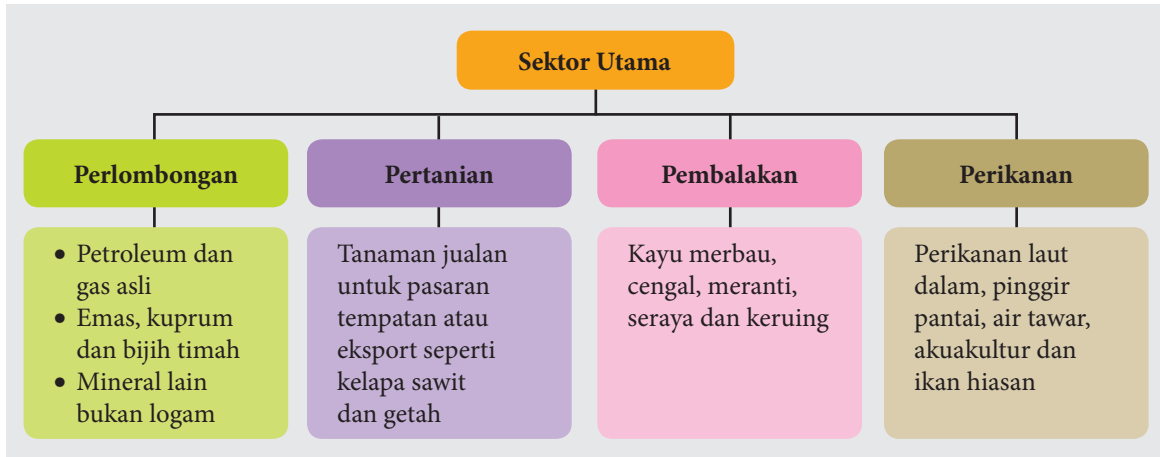 Sektor Utama
Perlombongan
Pertanian
Pembalakan
Perikanan
• Petroleum dan
gas asli
• Emas, kuprum
dan bijih timah
• Mineral lain
bukan logam
Tanaman jualan
untuk pasaran
tempatan atau
eksport seperti
kelapa sawit
dan getah
Kayu merbau,
cengal, meranti,
seraya dan keruing
Perikanan laut
dalam, pinggir
pantai, air tawar,
akuakultur dan
ikan hiasan